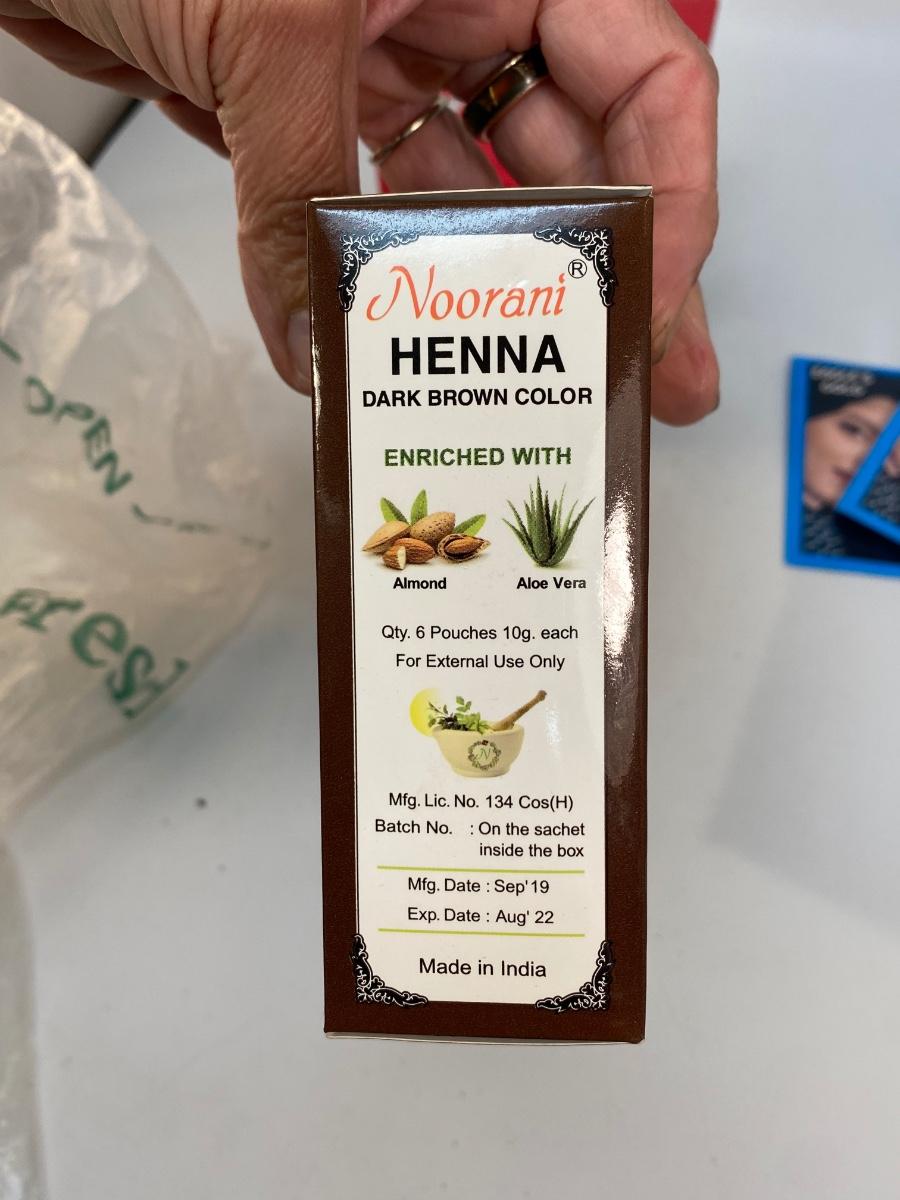 Noorani®
HENNA
DARK BROWN COLOR
ENRICHED WITH
Almond
Aloe Vera
Qty. 6 Pouches 10g. each
For External Use Only
N
Mfg. Lic. No. 134 Cos(H)
Batch No. : On the sachet
inside the box
Mfg. Date : Sep'19
Exp. Date : Aug' 22
Made in India
OPEN
Fresh